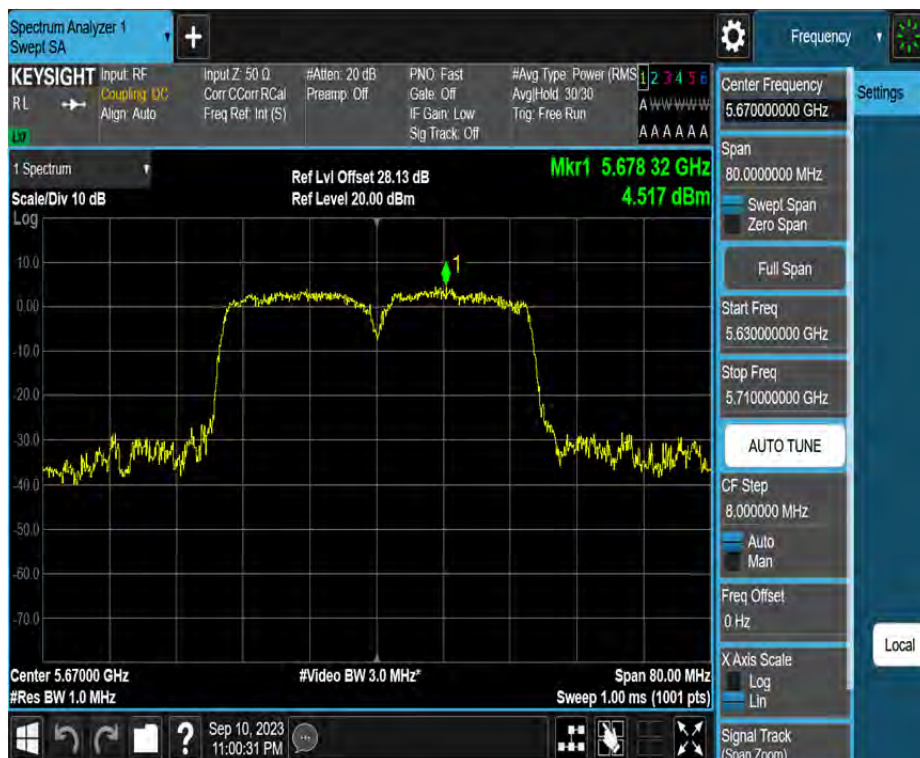 Spectrum Analyzer 1
Swept SA
+
Frequency
KEYSIGHT
RL
Input: RF
Coupling: DC
Align: Auto
Input Z: 50 Ω
Corr CCorr RCal
Freq Ref: Int (S)
#Atten: 20 dB
Preamp: Off
PNO: Fast
Gate: Off
IF Gain: Low
Sig Track: Off
#Avg Type: Power (RMS
Avg|Hold: 30/30
Trig: Free Run
1 2 3 4 5 6
A W W W W W
A A A A A A
LXI
1 Spectrum
Scale/Div 10 dB
Log
Ref Lvl Offset 28.13 dB
Ref Level 20.00 dBm
Mkr1 5.678 32 GHz
4.517 dBm
1
10.0
0.00
-10.0
-20.0
-30.0
-40.0
-50.0
-60.0
-70.0
Center 5.67000 GHz
#Res BW 1.0 MHz
#Video BW 3.0 MHz*
Span 80.00 MHz
Sweep 1.00 ms (1001 pts)
?
Sep 10, 2023
11:00:31 PM
Center Frequency
5.670000000 GHz
Span
80.0000000 MHz
Swept Span
Zero Span
Full Span
Start Freq
5.630000000 GHz
Stop Freq
5.710000000 GHz
AUTO TUNE
CF Step
8.000000 MHz
Auto
Man
Freq Offset
0 Hz
X Axis Scale
Log
Lin
Signal Track
(Span Zoom)
Settings
Local